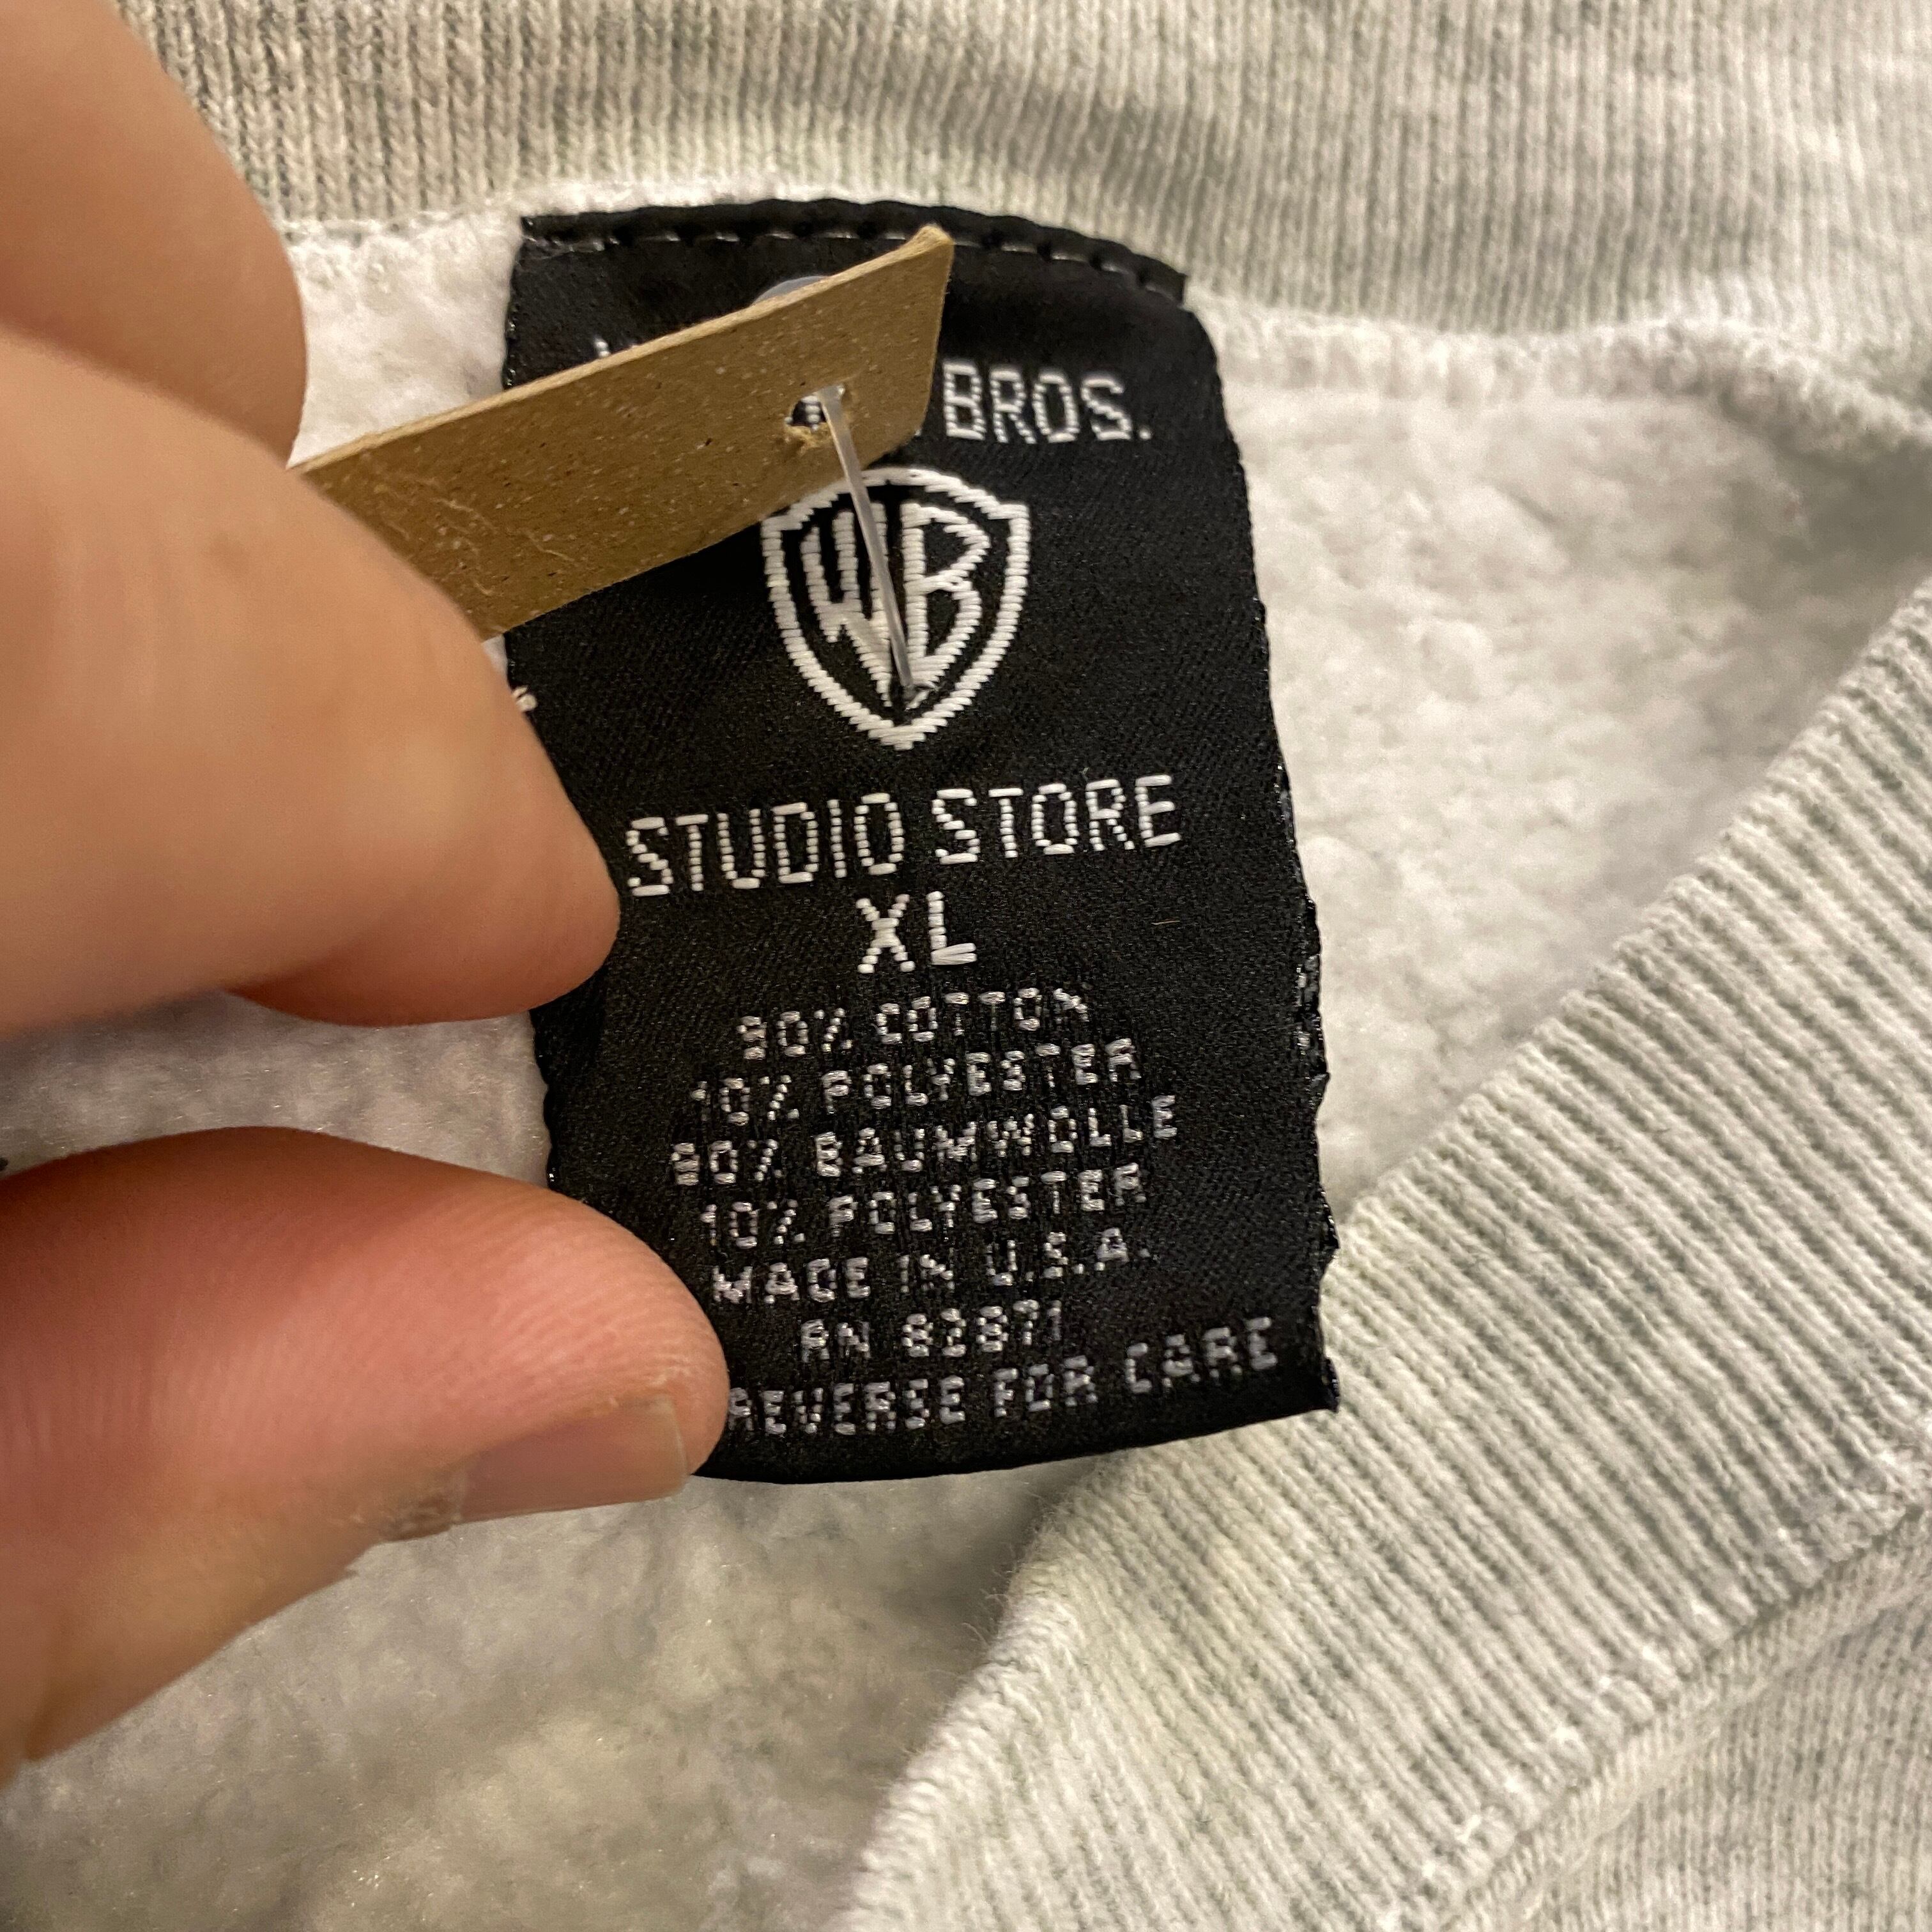 BROS.
WB
STUDIO STORE
XL
90% COTTON
10% POLYESTER
90% BAUMWOLLE
10% POLYESTER
MADE IN U.S.A.
RN 82871
REVERSE FOR CARE